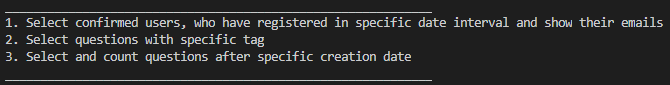 1. Select confirmed users, who have registered in specific date interval and show their emails
2. Select questions with specific tag
3. Select and count questions after specific creation date